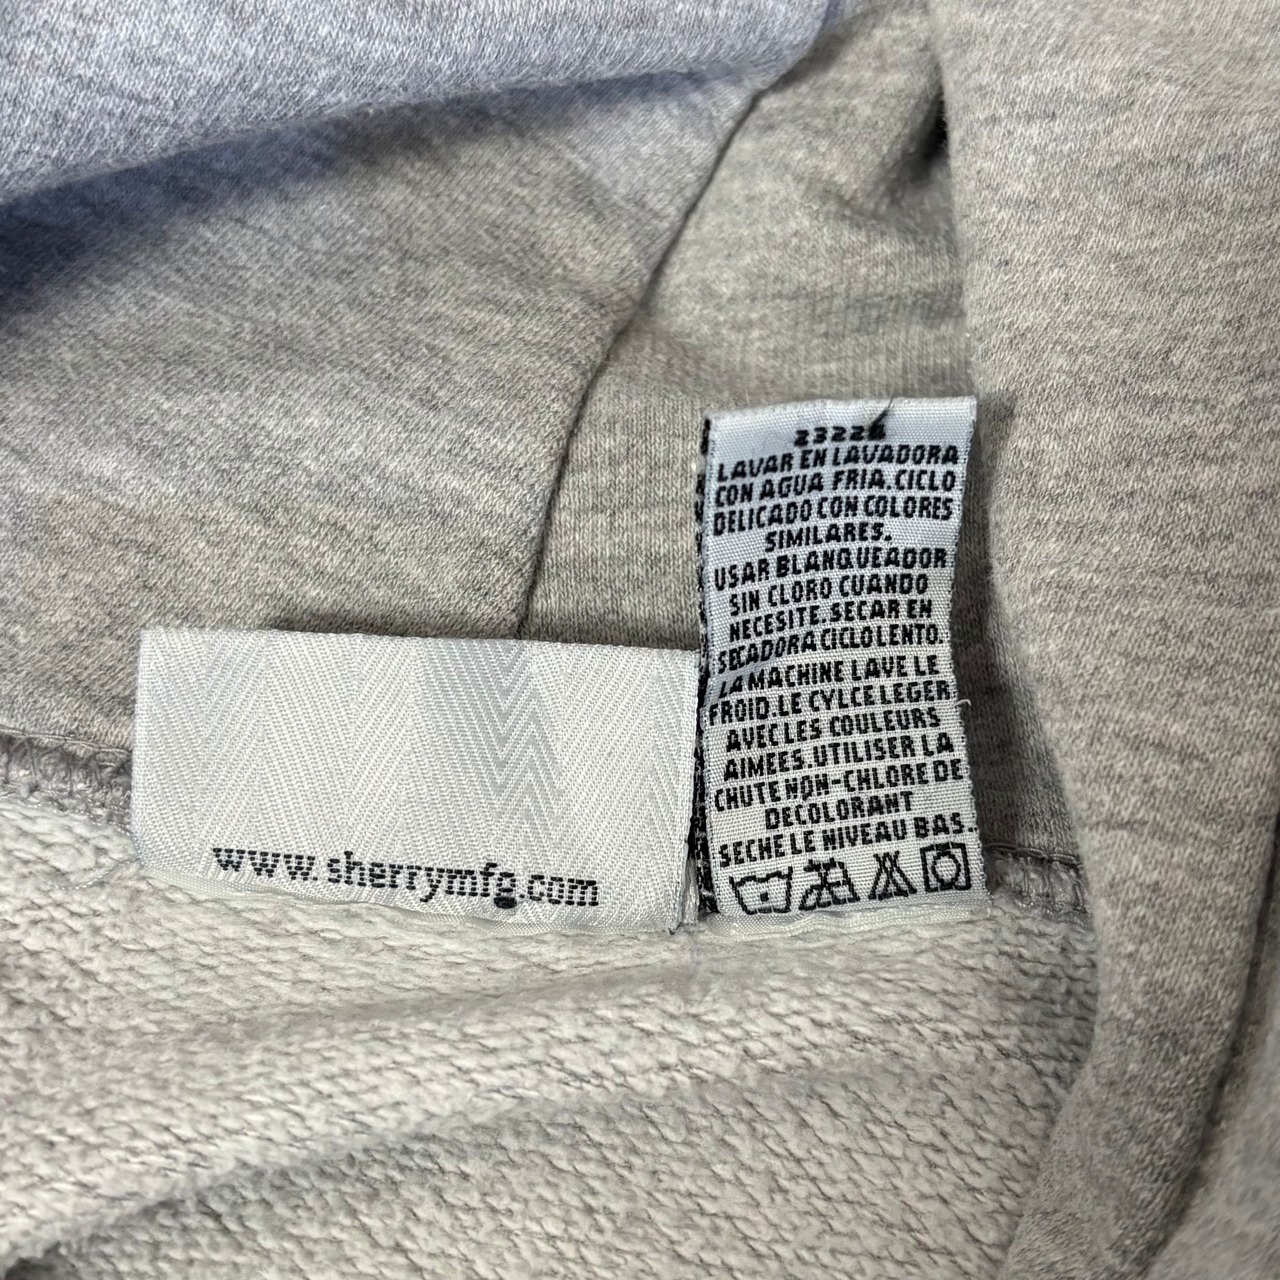 www.sherrymfg.com
LAVAR EN LAVADORA
CON AGUA FRIA.CICLO
DELICADO CON COLORES
SIMILARES.
USAR BLANQUEADOR
SIN CLORO CUANDO
NECESITE.SECAR EN
SECADORA CICLO LENTO.
LA MACHINE LAVE LE
FROID.LE CYLCE LEGER
AVEC LES COULEURS
AIMEES.UTILISER LA
CHUTE NON-CHLORE DE
DECOLORANT
SECHE LE NIVEAU BAS.